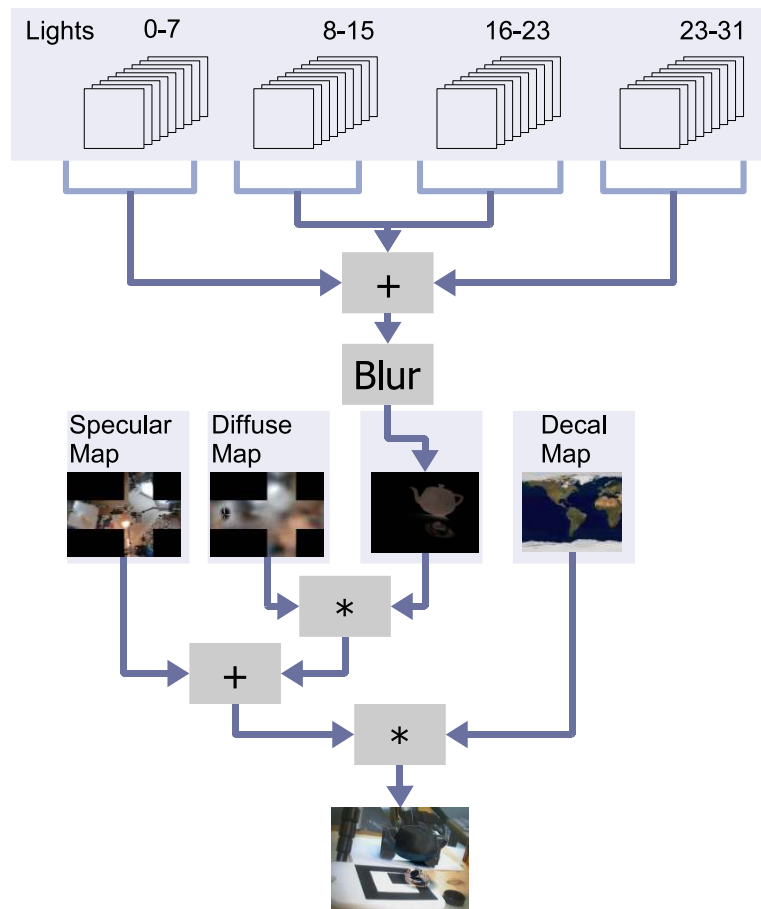 Lights 0-7 8-15 16-23 23-31
+
Blur
Specular
Map
Diffuse
Map
Decal
Map
*
+
*